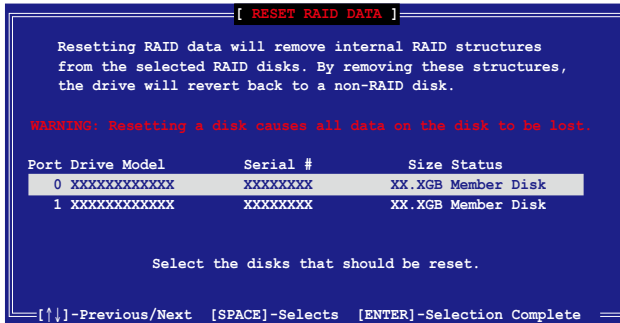 [ RESET RAID DATA ]
Resetting RAID data will remove internal RAID structures
from the selected RAID disks. By removing these structures,
the drive will revert back to a non-RAID disk.
WARNING: Resetting a disk causes all data on the disk to be lost.
Port Drive Model Serial # Size Status
0 XXXXXXXXXXXX XXXXXXXX XX.XGB Member Disk
1 XXXXXXXXXXXX XXXXXXXX XX.XGB Member Disk
Select the disks that should be reset.
[↑↓]-Previous/Next [SPACE]-Selects [ENTER]-Selection Complete